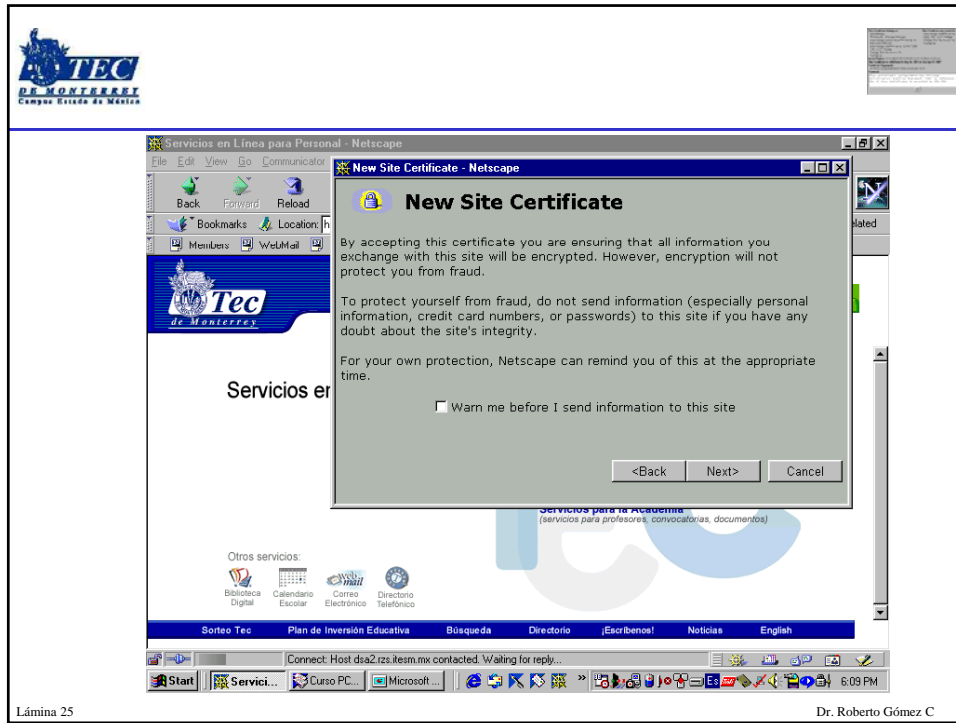 TEC
DE MONTERREY
Campus Estado de México
Servicios en Línea para Personal - Netscape
File Edit View Go Communicator
Back Forward Reload
Bookmarks Location: h
elated
Members WebMail
New Site Certificate - Netscape
New Site Certificate
By accepting this certificate you are ensuring that all information you
exchange with this site will be encrypted. However, encryption will not
protect you from fraud.
To protect yourself from fraud, do not send information (especially personal
information, credit card numbers, or passwords) to this site if you have any
doubt about the site's integrity.
For your own protection, Netscape can remind you of this at the appropriate
time.
Warn me before I send information to this site
<Back Next> Cancel
Tec
de Monterrey
Servicios en
Servicios para la Academia
(servicios para profesores, convocatorias, documentos)
Otros servicios:
web mail
Biblioteca Digital
Calendario Escolar
Correo Electrónico
Directorio Telefónico
Sorteo Tec Plan de Inversión Educativa Búsqueda Directorio ¡Escríbenos! Noticias English
Connect: Host dsa2.rzs.itesm.mx contacted. Waiting for reply...
Start Servici... Curso PC... Microsoft ... » Es 6:09 PM
Lámina 25
Dr. Roberto Gómez C